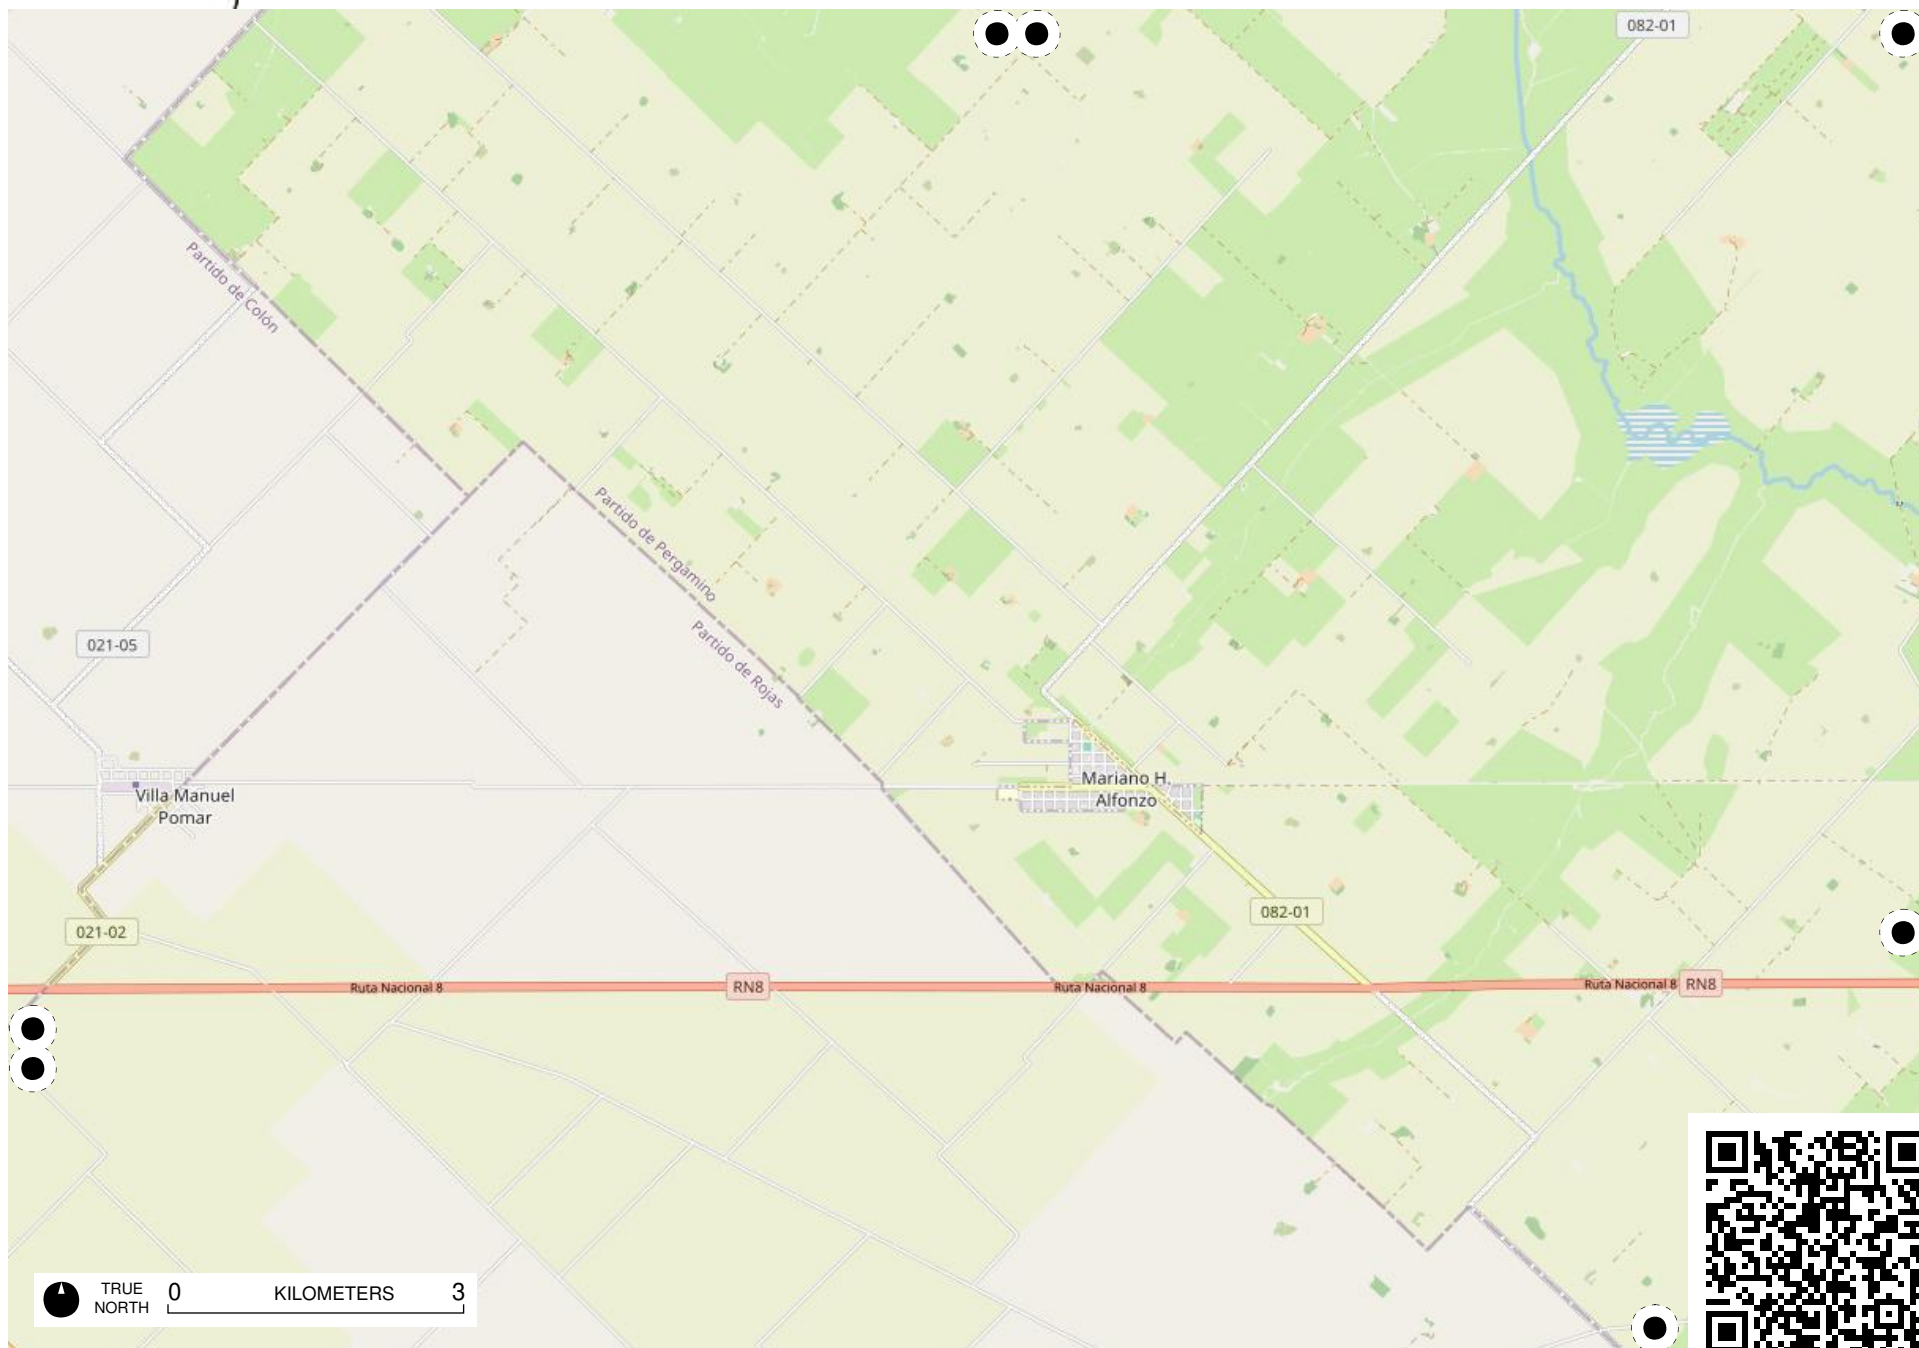 082-01
Partido de Colón
Partido de Pergamino
Partido de Rojas
021-05
Mariano H.
Alfonzo
Villa Manuel
Pomar
082-01
021-02
Ruta Nacional 8
RN8
Ruta Nacional 8
Ruta Nacional 8
RN8
TRUE
NORTH
0
KILOMETERS
3